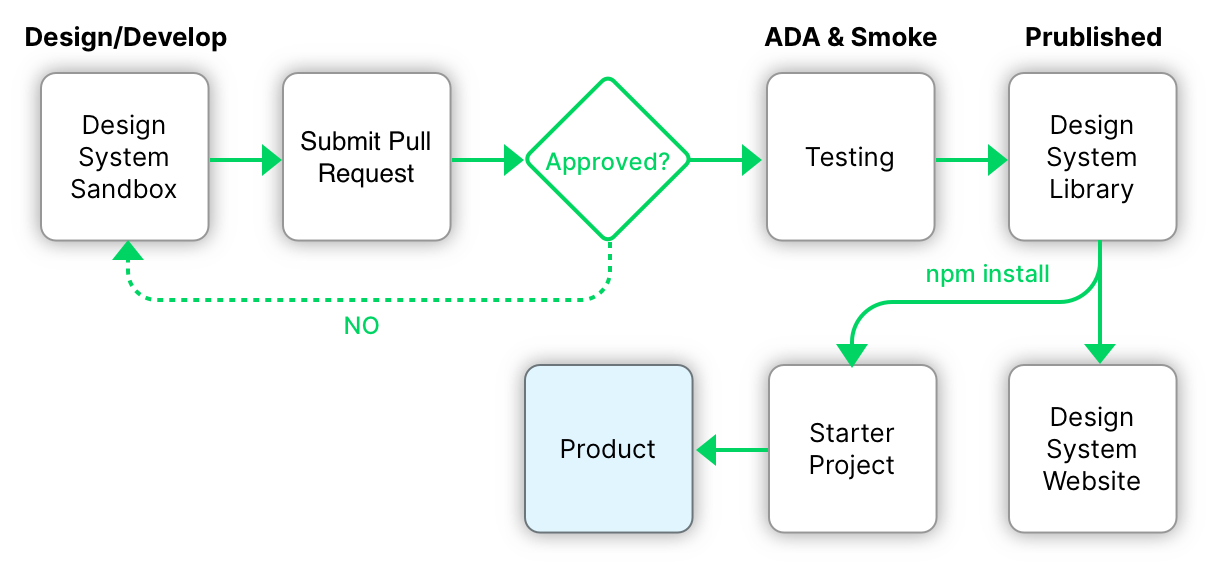 Design/Develop
ADA & Smoke
Prublished
Design
System
Sandbox
Submit Pull
Request
Approved?
Testing
Design
System
Library
npm install
NO
Product
Starter
Project
Design
System
Website